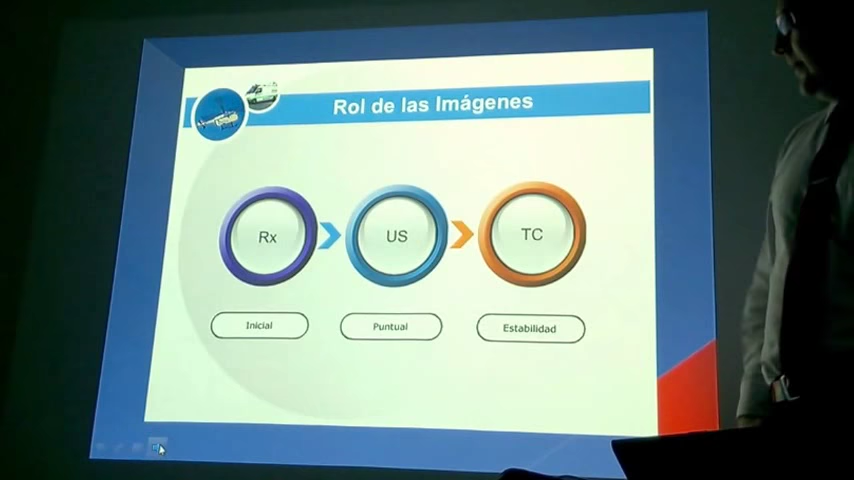 Rol de las Imágenes
Rx
US
TC
Inicial
Puntual
Estabilidad